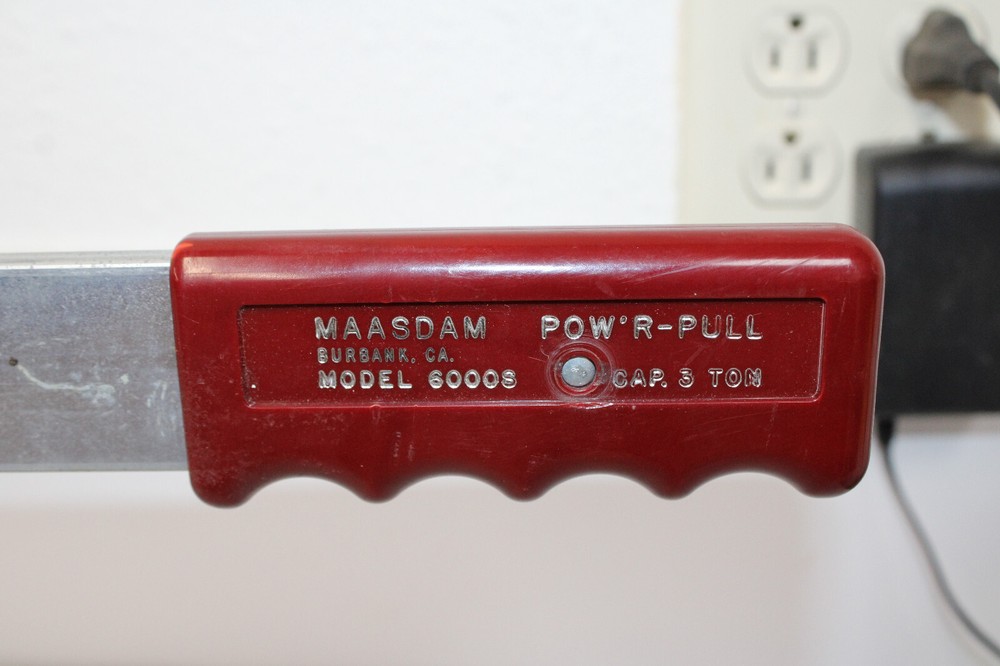 MAASDAM POW'R-PULL
BURBANK, CA.
MODEL 6000S CAP. 3 TON